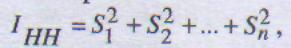 I_{HH} = S_1^2 + S_2^2 + ... + S_n^2 ,